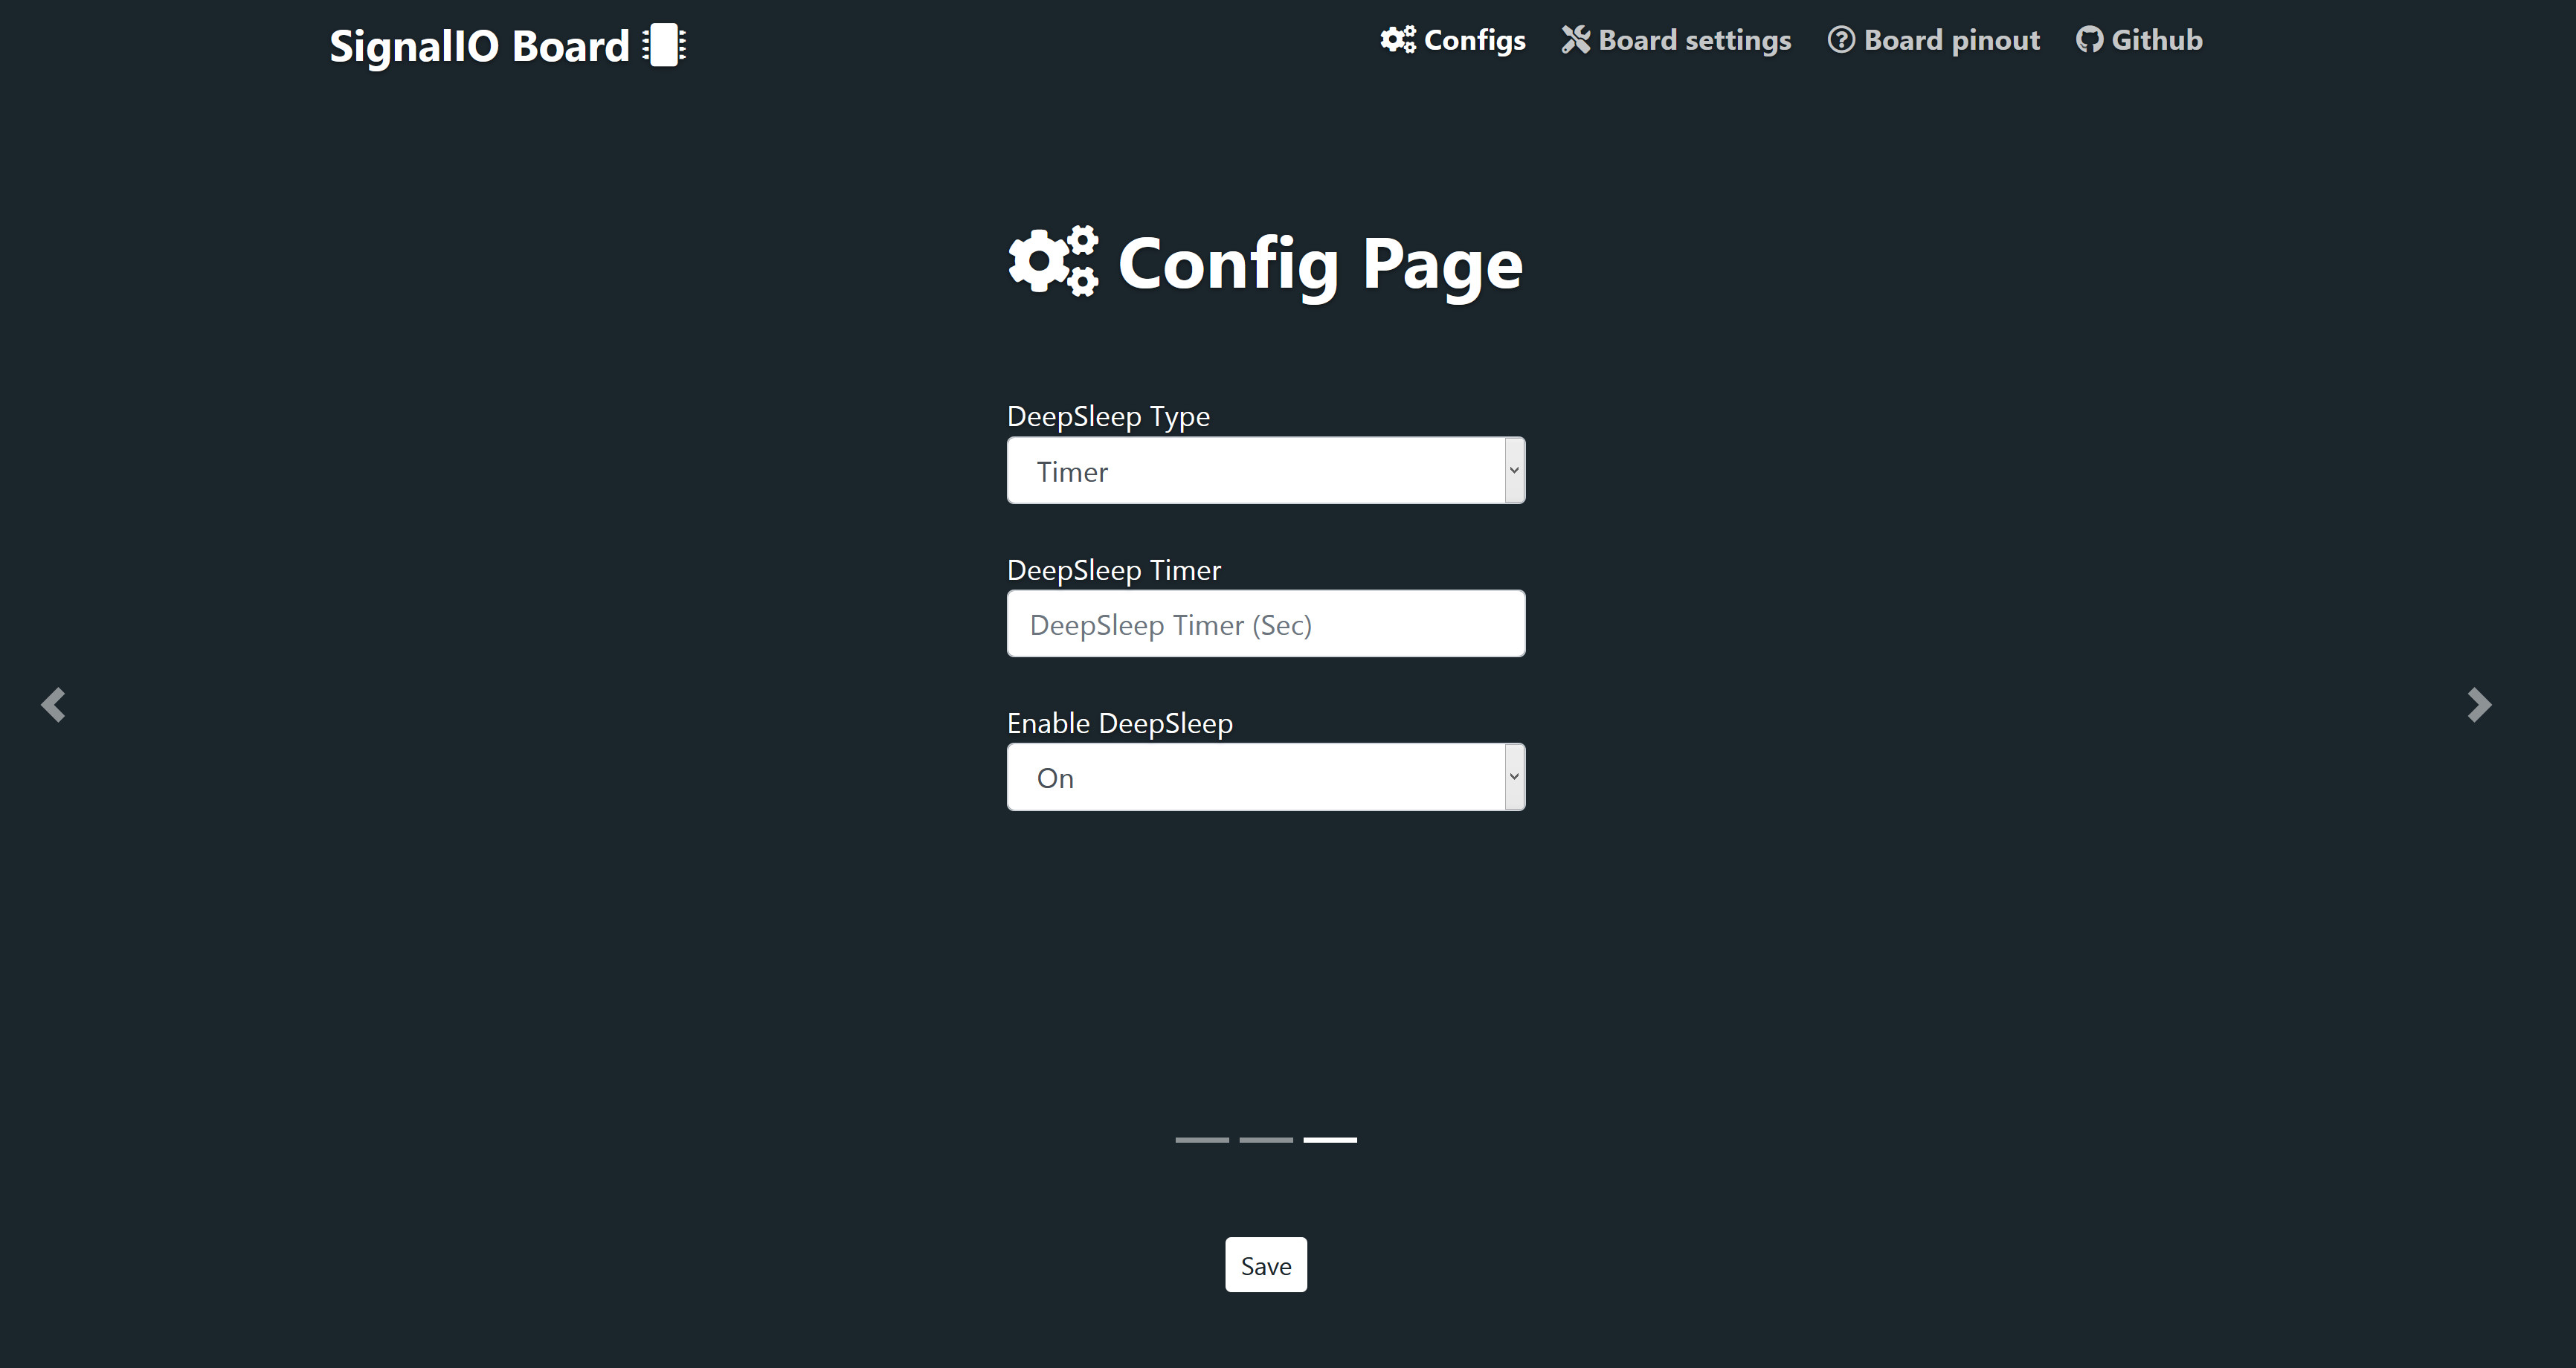 SignalIO Board
Configs
Board settings
Board pinout
Github
Config Page
DeepSleep Type
Timer
DeepSleep Timer
DeepSleep Timer (Sec)
Enable DeepSleep
On
Save